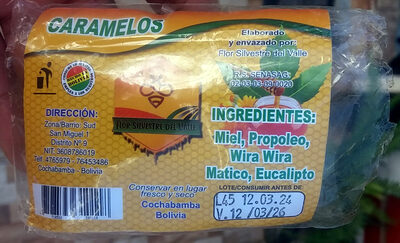 CARAMELOS
Elaborado
y envazado por:
Flor Silvestre del Valle
R.S. SENASAG:
DIRECCIÓN:
Zona/Barrio: Sud
San Miguel 1
Distrito Nº 9
NIT: 3608786019
Telf: 4765979 - 76453486
Cochabamba - Bolivia
Flor Silvestre del Valle
INGREDIENTES:
Miel, Propoleo,
Wira Wira
Matico, Eucalipto
Conservar en lugar
fresco y seco
Cochabamba
Bolivia
LOTE/CONSUMIR ANTES DE
L45 12.03.24
V.12 /03/26